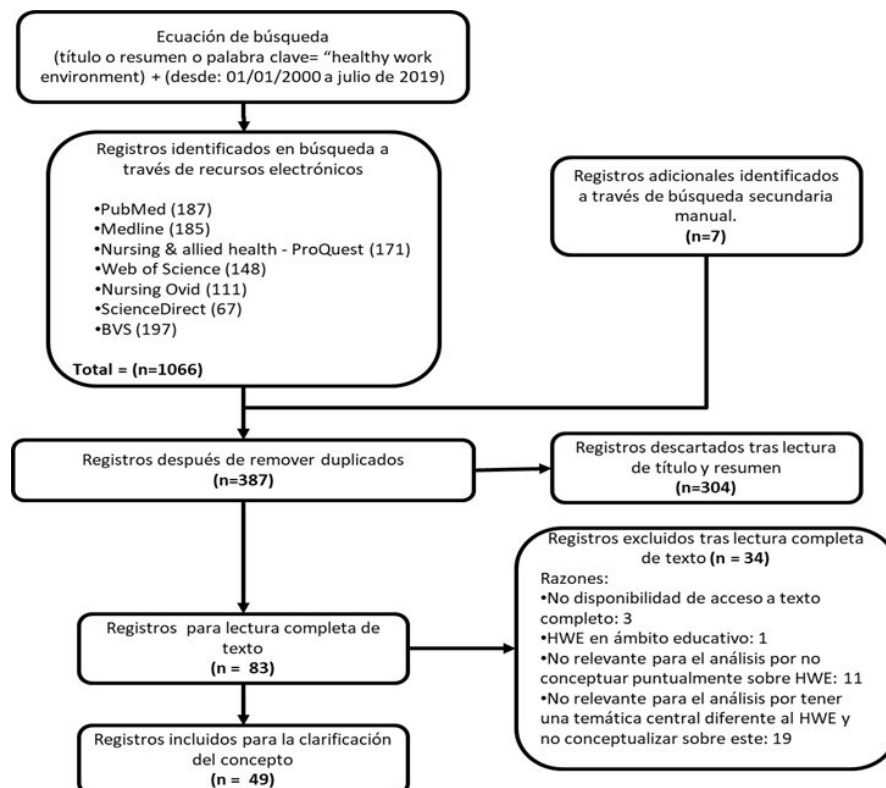 Ecuación de búsqueda
(título o resumen o palabra clave= “healthy work
environment) + (desde: 01/01/2000 a julio de 2019)
Registros identificados en búsqueda a
través de recursos electrónicos
•PubMed (187)
•Medline (185)
•Nursing & allied health - ProQuest (171)
•Web of Science (148)
•Nursing Ovid (111)
•ScienceDirect (67)
•BVS (197)
Total = (n=1066)
Registros adicionales identificados
a través de búsqueda secundaria
manual.
(n=7)
Registros después de remover duplicados
(n=387)
Registros descartados tras lectura
de título y resumen
(n=304)
Registros para lectura completa de
texto
(n = 83)
Registros excluidos tras lectura completa
de texto (n = 34)
Razones:
•No disponibilidad de acceso a texto
completo: 3
•HWE en ámbito educativo: 1
•No relevante para el análisis por no
conceptuar puntualmente sobre HWE: 11
•No relevante para el análisis por tener
una temática central diferente al HWE y
no conceptualizar sobre este: 19
Registros incluidos para la clarificación
del concepto
(n = 49)